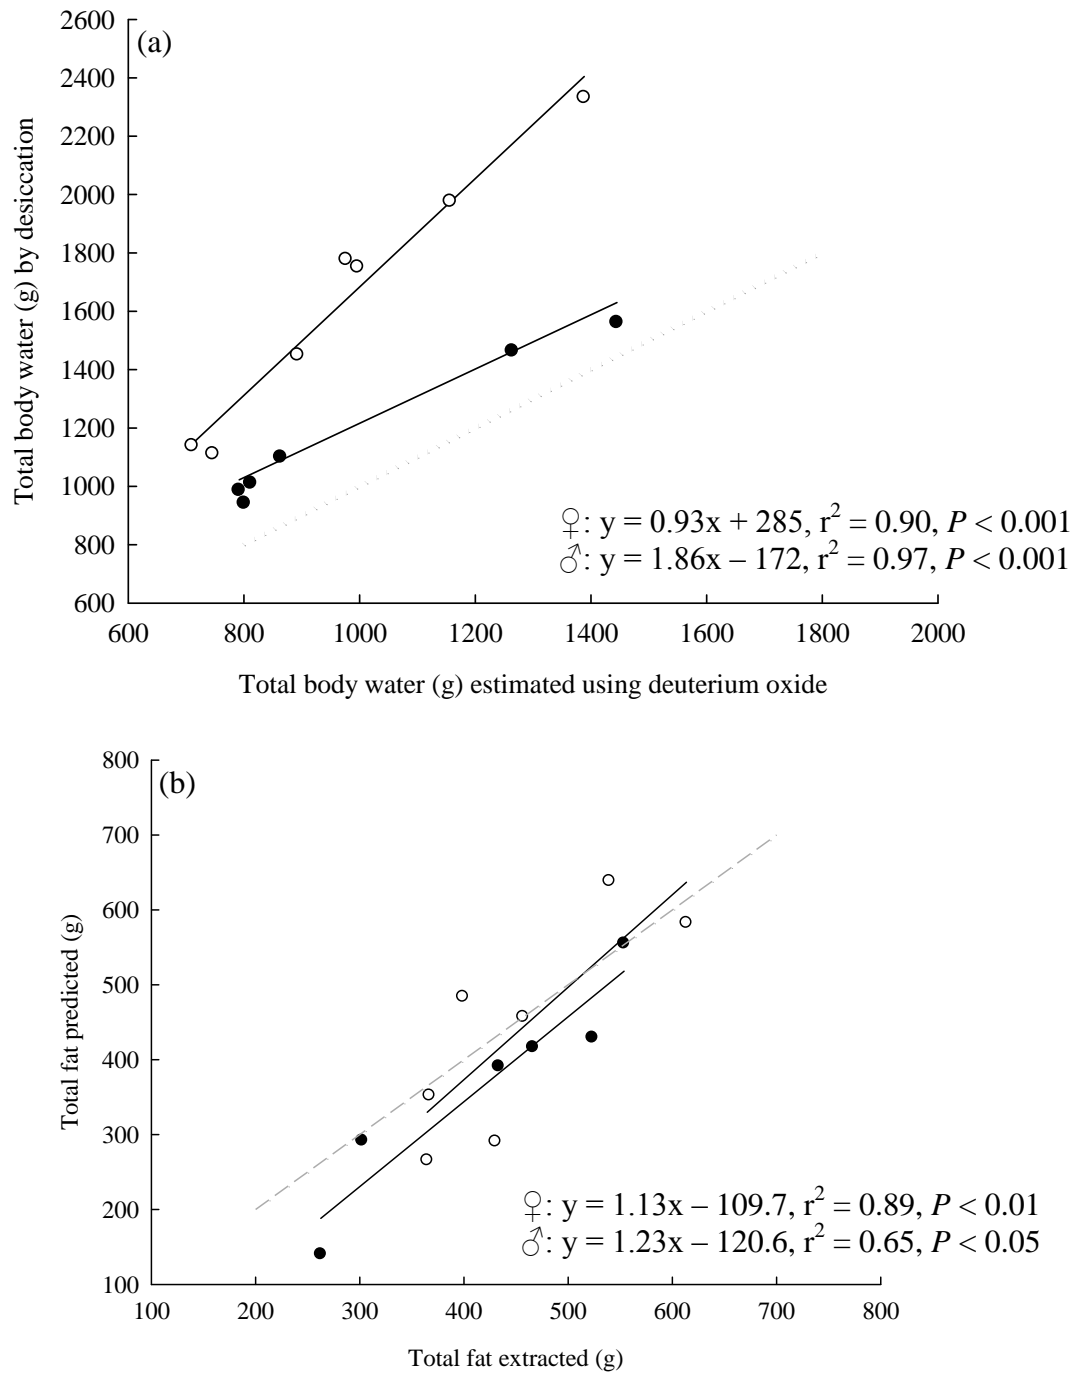 (a)
2600
2400
2200
2000
1800
1600
1400
1200
1000
800
600
Total body water (g) by desiccation
♀: y = 0.93x + 285, r² = 0.90, P < 0.001
♂: y = 1.86x – 172, r² = 0.97, P < 0.001
600 800 1000 1200 1400 1600 1800 2000
Total body water (g) estimated using deuterium oxide
(b)
800
700
600
500
400
300
200
100
Total fat predicted (g)
♀: y = 1.13x – 109.7, r² = 0.89, P < 0.01
♂: y = 1.23x – 120.6, r² = 0.65, P < 0.05
100 200 300 400 500 600 700 800
Total fat extracted (g)